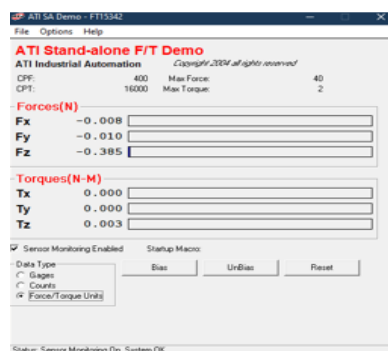 ATI SA Demo - FT15342
File Options Help
ATI Stand-alone F/T Demo
ATI Industrial Automation Copyright 2004 all rights reserved
CPF: 400 Max Force: 40
CPT: 16000 Max Torque: 2
Forces(N)
Fx -0.008
Fy -0.010
Fz -0.385
Torques(N-M)
Tx 0.000
Ty 0.000
Tz 0.003
Sensor Monitoring Enabled Startup Macro:
Data Type
Bias UnBias Reset
Gages
Counts
Force/Torque Units
Status: Sensor Monitoring On, System OK